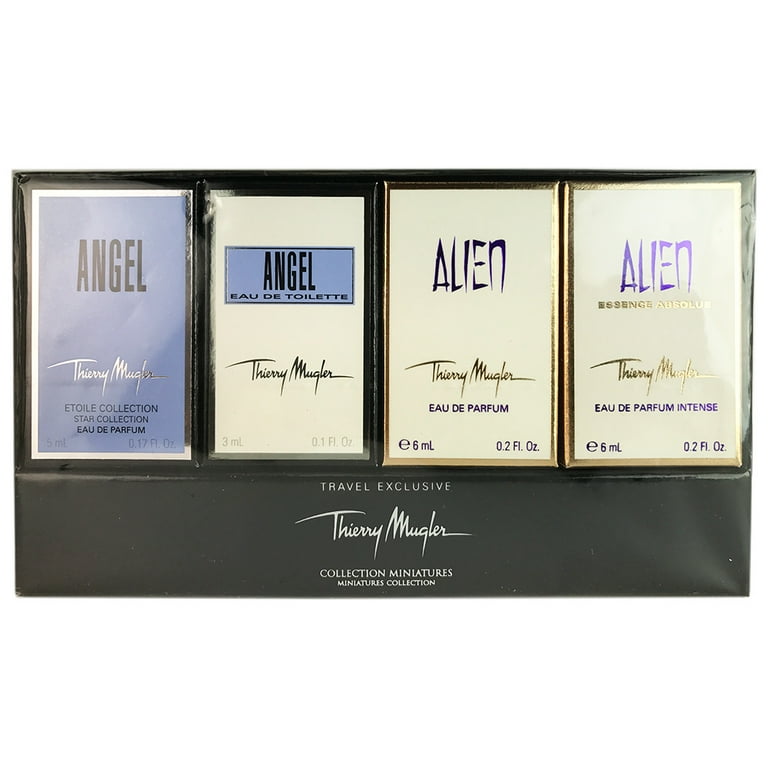 ANGEL
Thierry Mugler
ETOILE COLLECTION
STAR COLLECTION
EAU DE PARFUM
5 mL 0.17 Fl. Oz.
ANGEL
EAU DE TOILETTE
Thierry Mugler
3 mL 0.1 Fl. Oz.
ALIEN
Thierry Mugler
EAU DE PARFUM
e 6 mL 0.2 Fl. Oz.
ALIEN
ESSENCE ABSOLUE
Thierry Mugler
EAU DE PARFUM INTENSE
e 6 mL 0.2 Fl. Oz.
TRAVEL EXCLUSIVE
Thierry Mugler
COLLECTION MINIATURES
MINIATURES COLLECTION